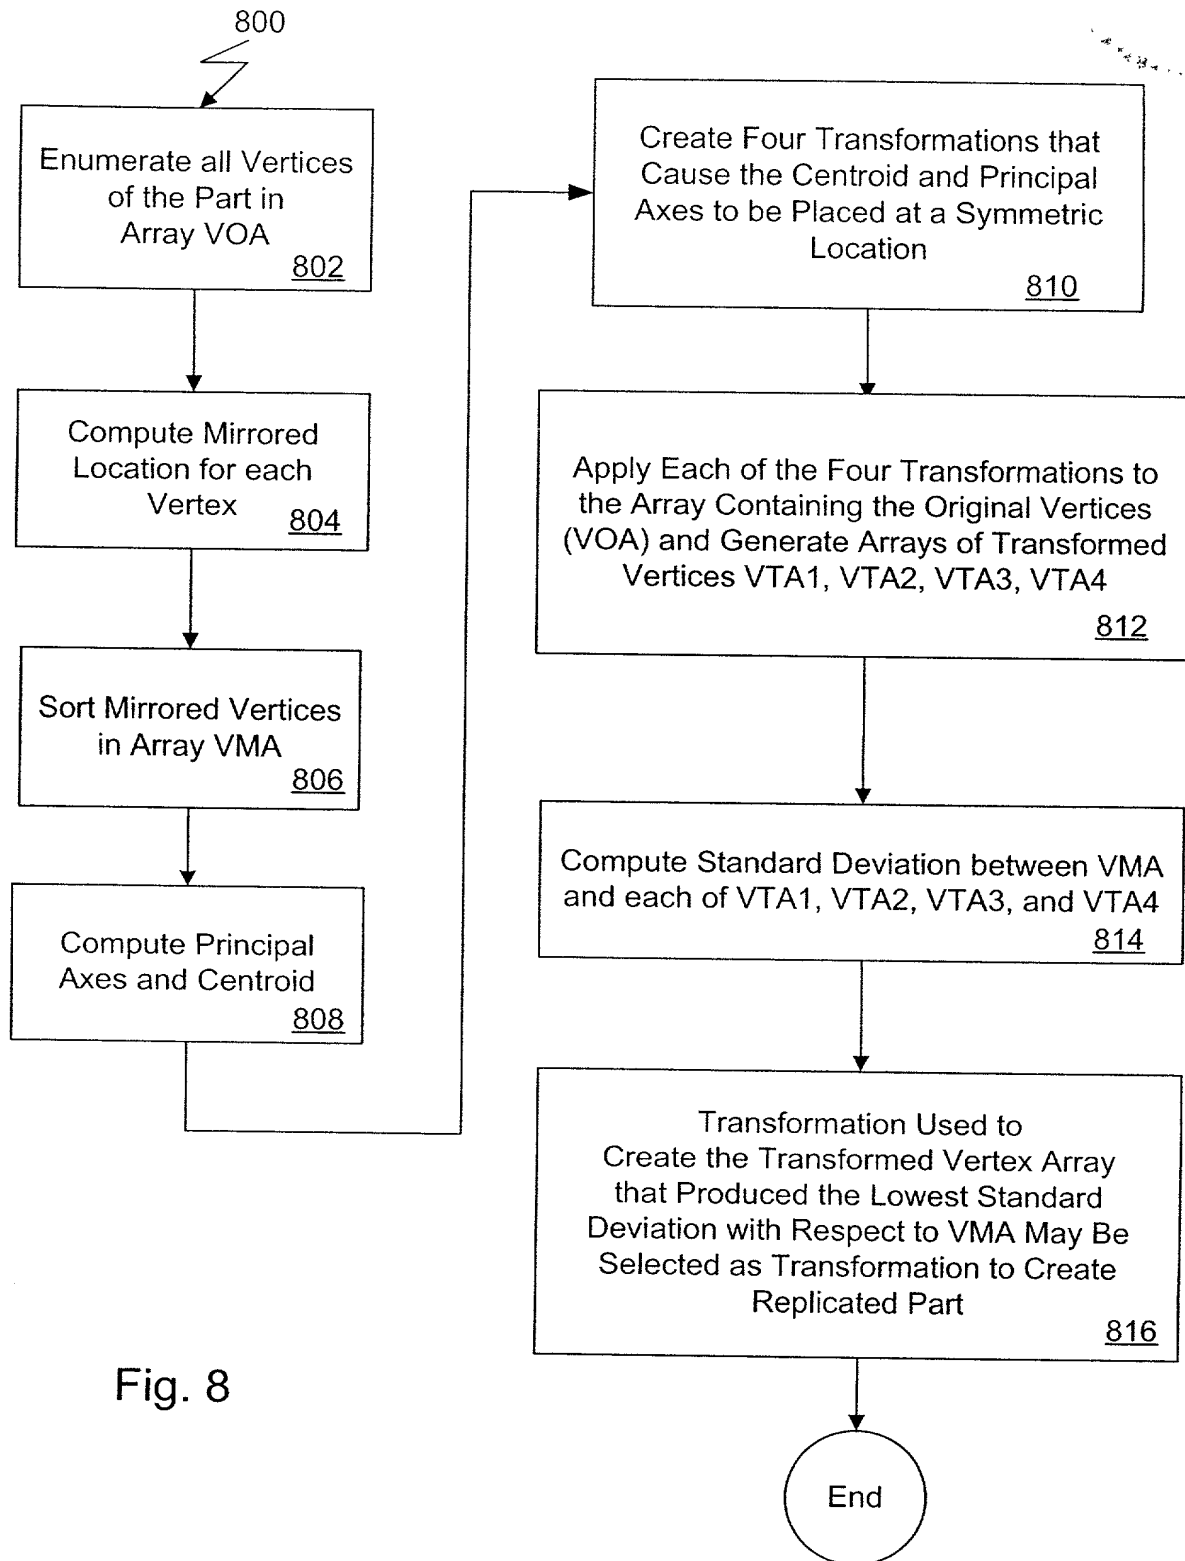 800
Enumerate all Vertices
of the Part in
Array VOA
802
Compute Mirrored
Location for each
Vertex
804
Sort Mirrored Vertices
in Array VMA
806
Compute Principal
Axes and Centroid
808
Create Four Transformations that
Cause the Centroid and Principal
Axes to be Placed at a Symmetric
Location
810
Apply Each of the Four Transformations to
the Array Containing the Original Vertices
(VOA) and Generate Arrays of Transformed
Vertices VTA1, VTA2, VTA3, VTA4
812
Compute Standard Deviation between VMA
and each of VTA1, VTA2, VTA3, and VTA4
814
Transformation Used to
Create the Transformed Vertex Array
that Produced the Lowest Standard
Deviation with Respect to VMA May Be
Selected as Transformation to Create
Replicated Part
816
End
Fig. 8